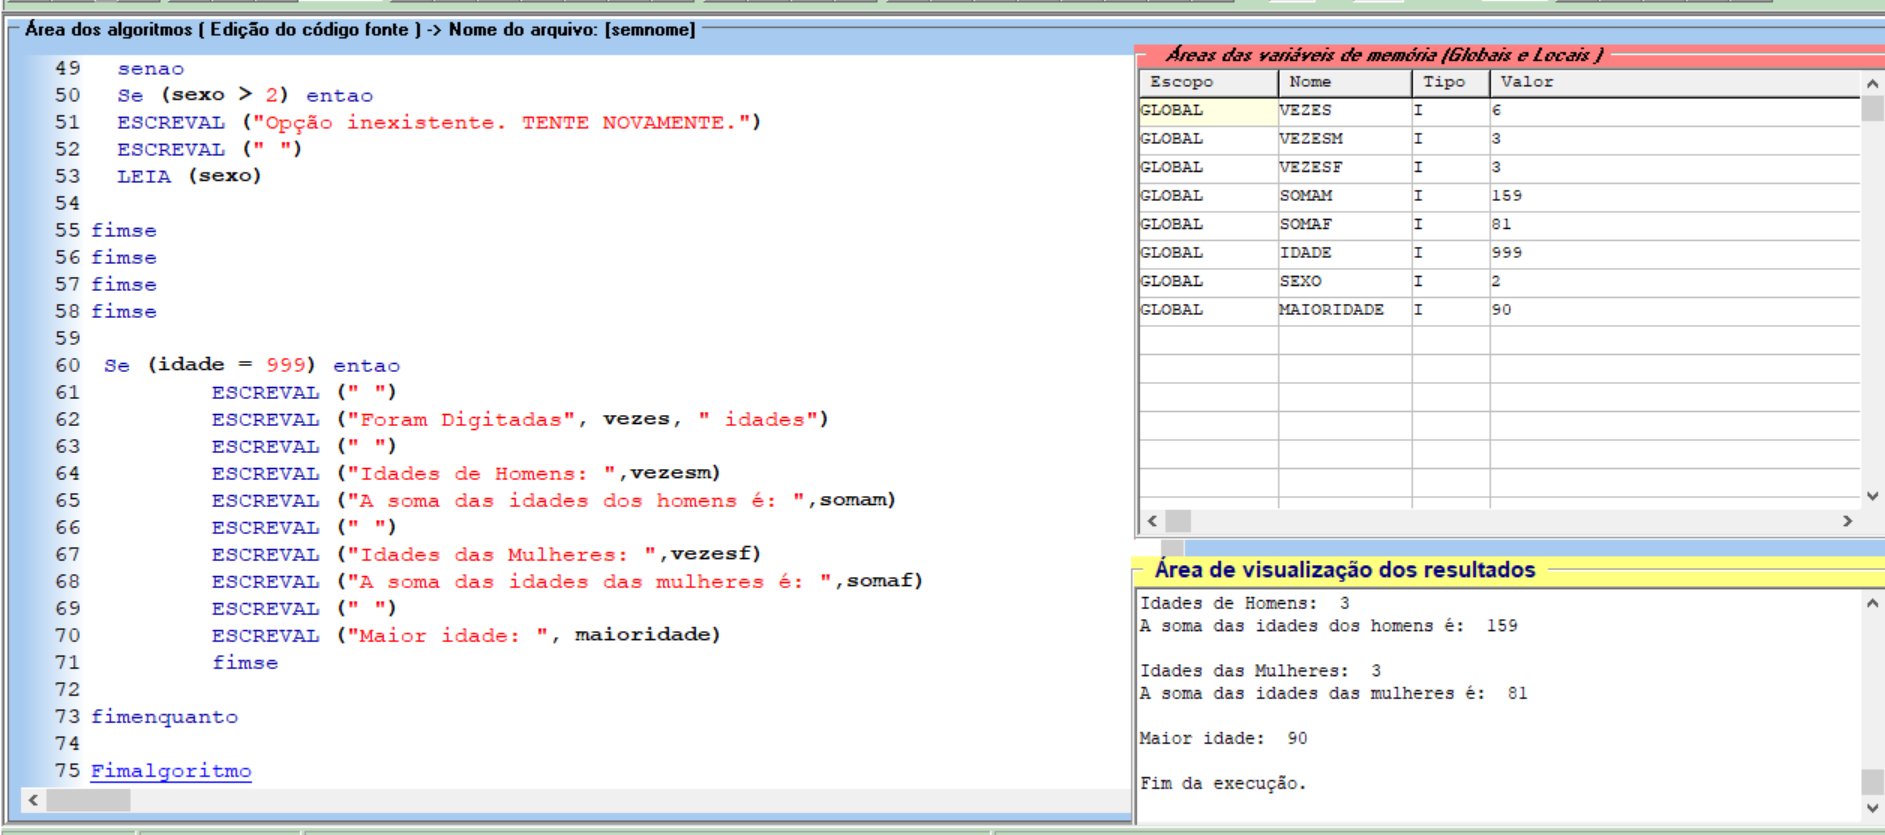 Área dos algoritmos ( Edição do código fonte ) -> Nome do arquivo: [semnome]
49 senao
50 Se (sexo > 2) entao
51 ESCREVAL ("Opção inexistente. TENTE NOVAMENTE.")
52 ESCREVAL (" ")
53 LEIA (sexo)
54
55 fimse
56 fimse
57 fimse
58 fimse
59
60 Se (idade = 999) entao
61 ESCREVAL (" ")
62 ESCREVAL ("Foram Digitadas", vezes, " idades")
63 ESCREVAL (" ")
64 ESCREVAL ("Idades de Homens: ",vezesm)
65 ESCREVAL ("A soma das idades dos homens é: ",somam)
66 ESCREVAL (" ")
67 ESCREVAL ("Idades das Mulheres: ",vezesf)
68 ESCREVAL ("A soma das idades das mulheres é: ",somaf)
69 ESCREVAL (" ")
70 ESCREVAL ("Maior idade: ", maioridade)
71 fimse
72
73 fimenquanto
74
75 Fimalgoritmo
Áreas das variáveis de memória (Globais e Locais )
Escopo Nome Tipo Valor
GLOBAL VEZES I 6
GLOBAL VEZESM I 3
GLOBAL VEZESF I 3
GLOBAL SOMAM I 159
GLOBAL SOMAF I 81
GLOBAL IDADE I 999
GLOBAL SEXO I 2
GLOBAL MAIORIDADE I 90
Área de visualização dos resultados
Idades de Homens: 3
A soma das idades dos homens é: 159
Idades das Mulheres: 3
A soma das idades das mulheres é: 81
Maior idade: 90
Fim da execução.